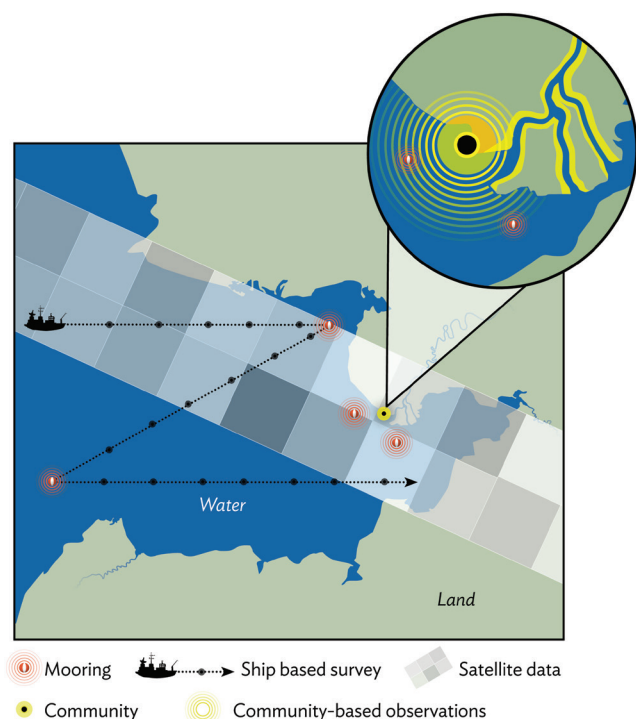 Water
Land
Mooring
Ship based survey
Satellite data
Community
Community-based observations